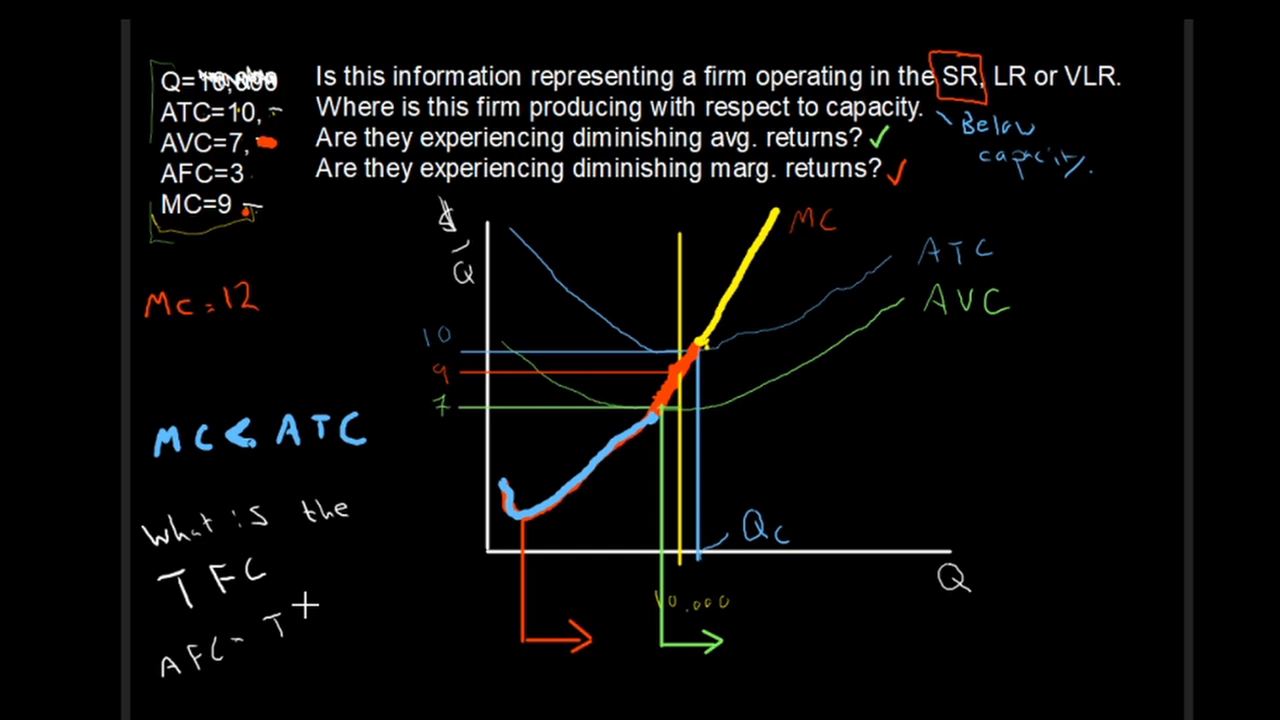 Q=10,000
ATC=10,
AVC=7,
AFC=3
MC=9
Is this information representing a firm operating in the SR, LR or VLR.
Where is this firm producing with respect to capacity.
Are they experiencing diminishing avg. returns? ✓
Are they experiencing diminishing marg. returns? ✓
Below
capacity.
$
Q
MC
ATC
AVC
MC=12
10
9
7
MC<ATC
Qc
What is the
TFC
Q
10,000
AFC= T